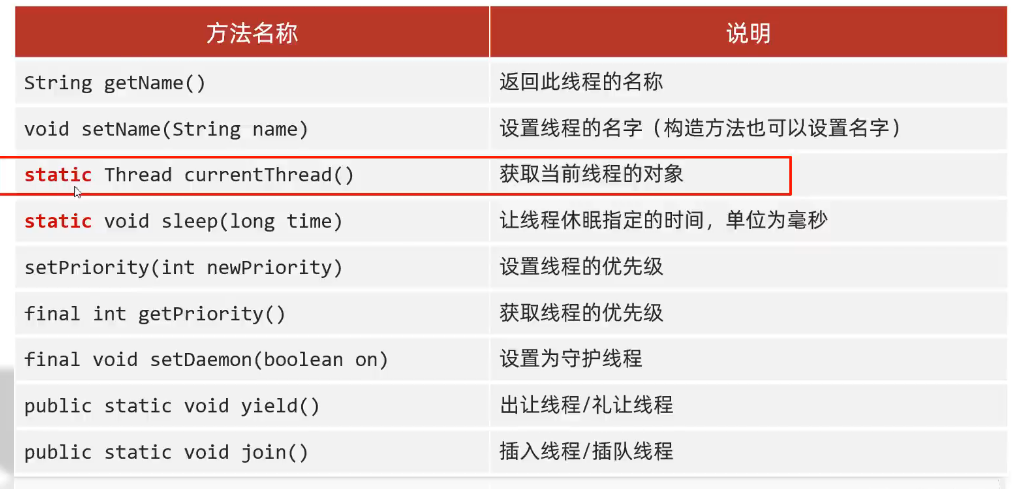 方法名称 说明
String getName() 返回此线程的名称
void setName(String name) 设置线程的名字（构造方法也可以设置名字）
static Thread currentThread() 获取当前线程的对象
static void sleep(long time) 让线程休眠指定的时间，单位为毫秒
setPriority(int newPriority) 设置线程的优先级
final int getPriority() 获取线程的优先级
final void setDaemon(boolean on) 设置为守护线程
public static void yield() 出让线程/礼让线程
public static void join() 插入线程/插队线程